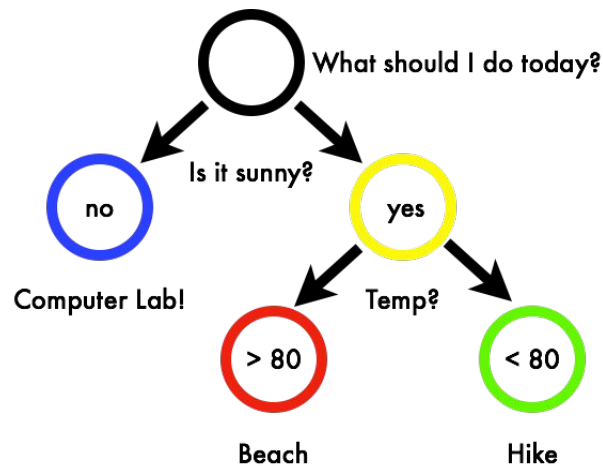 What should I do today?
Is it sunny?
no
yes
Computer Lab!
Temp?
> 80
< 80
Beach
Hike